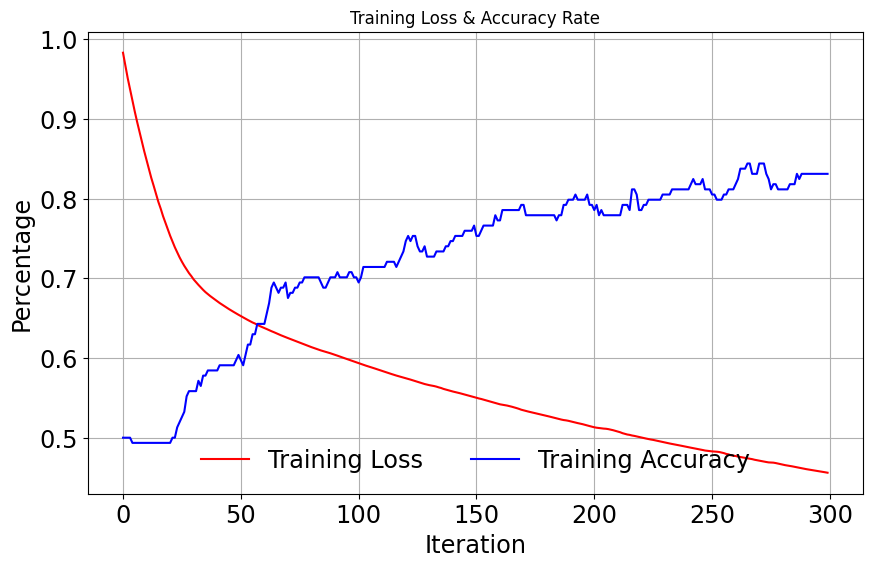 Training Loss & Accuracy Rate
1.0
0.9
0.8
0.7
0.6
0.5
Percentage
Training Loss Training Accuracy
0 50 100 150 200 250 300
Iteration